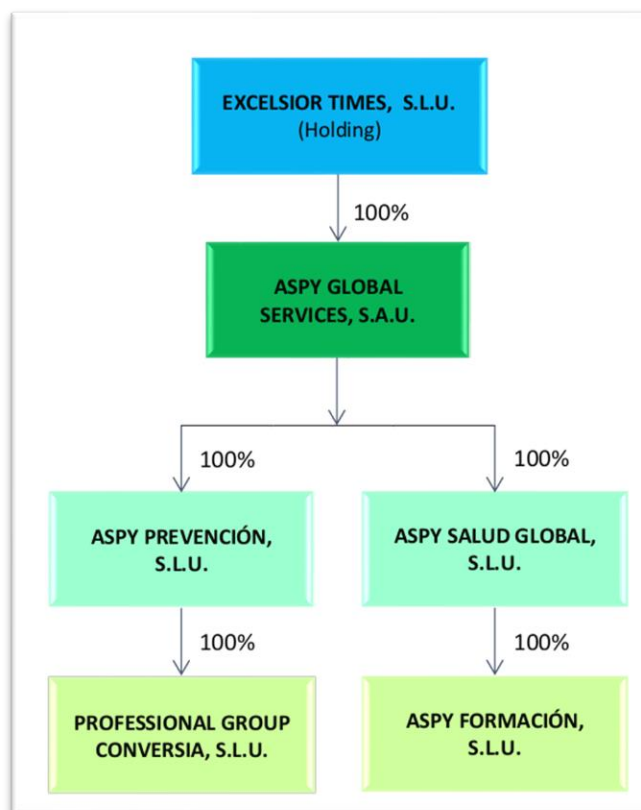 EXCELSIOR TIMES, S.L.U.
(Holding)
100%
ASPY GLOBAL
SERVICES, S.A.U.
100%
100%
ASPY PREVENCIÓN,
S.L.U.
ASPY SALUD GLOBAL,
S.L.U.
100%
100%
PROFESSIONAL GROUP
CONVERSIA, S.L.U.
ASPY FORMACIÓN,
S.L.U.